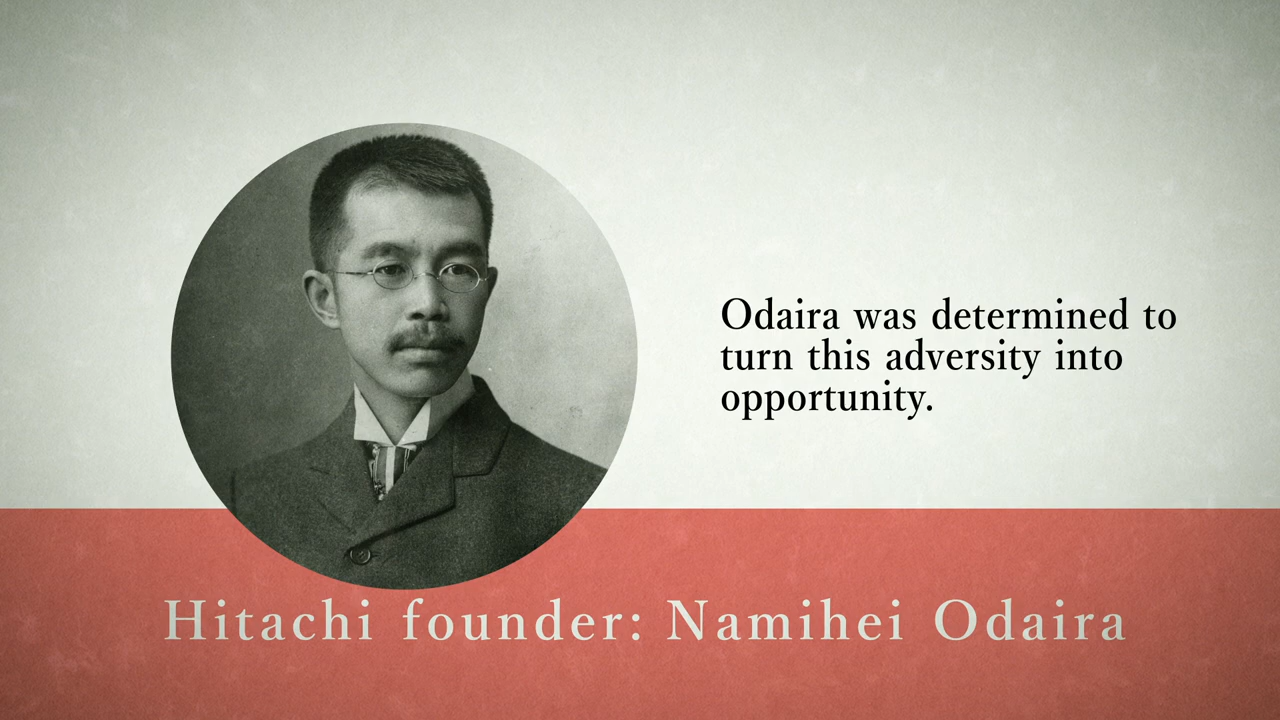 Odaira was determined to
turn this adversity into
opportunity.
Hitachi founder: Namihei Odaira